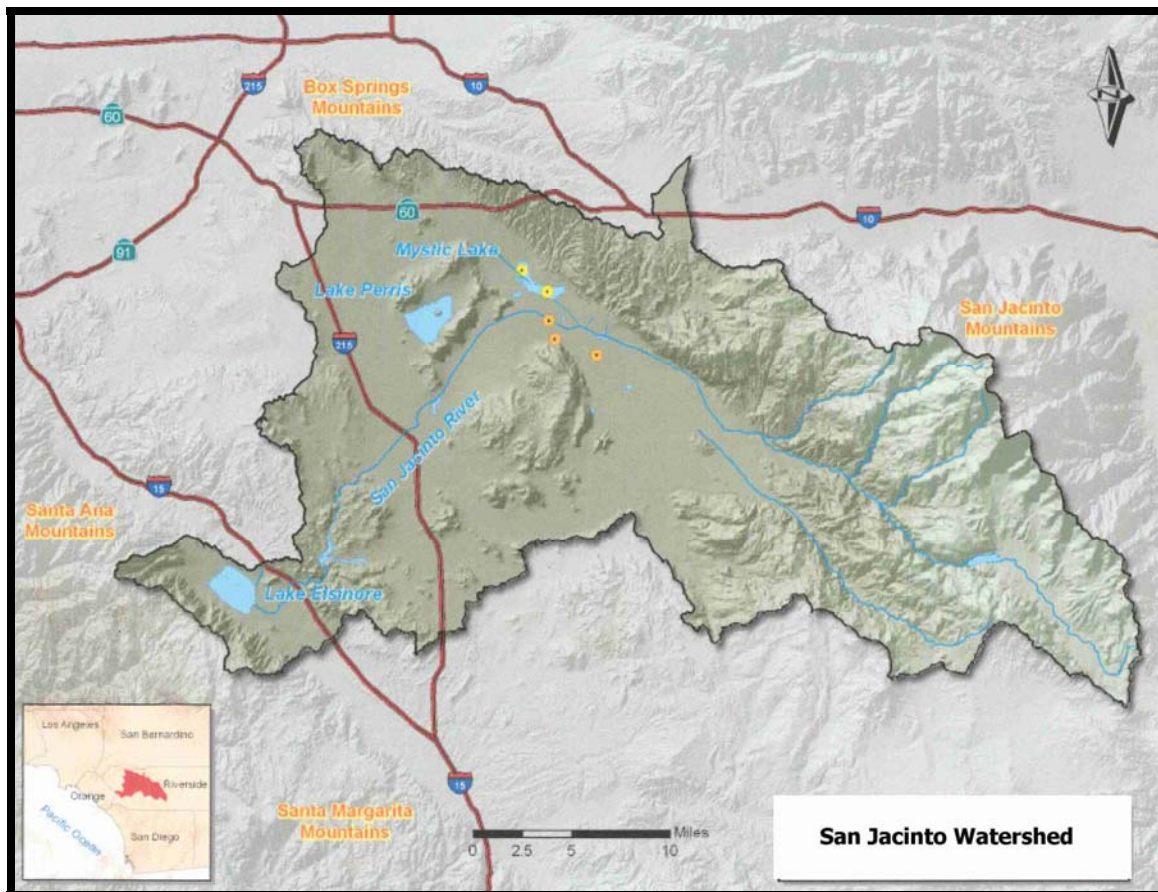 215
10
Box Springs
Mountains
60
60
10
91
Mystic Lake
Lake Perris
San Jacinto
Mountains
215
San Jacinto River
15
Santa Ana
Mountains
Lake Elsinore
Los Angeles
San Bernardino
Riverside
Orange
Pacific Ocean
San Diego
15
Santa Margarita
Mountains
Miles
0 2.5 5 10
San Jacinto Watershed
N